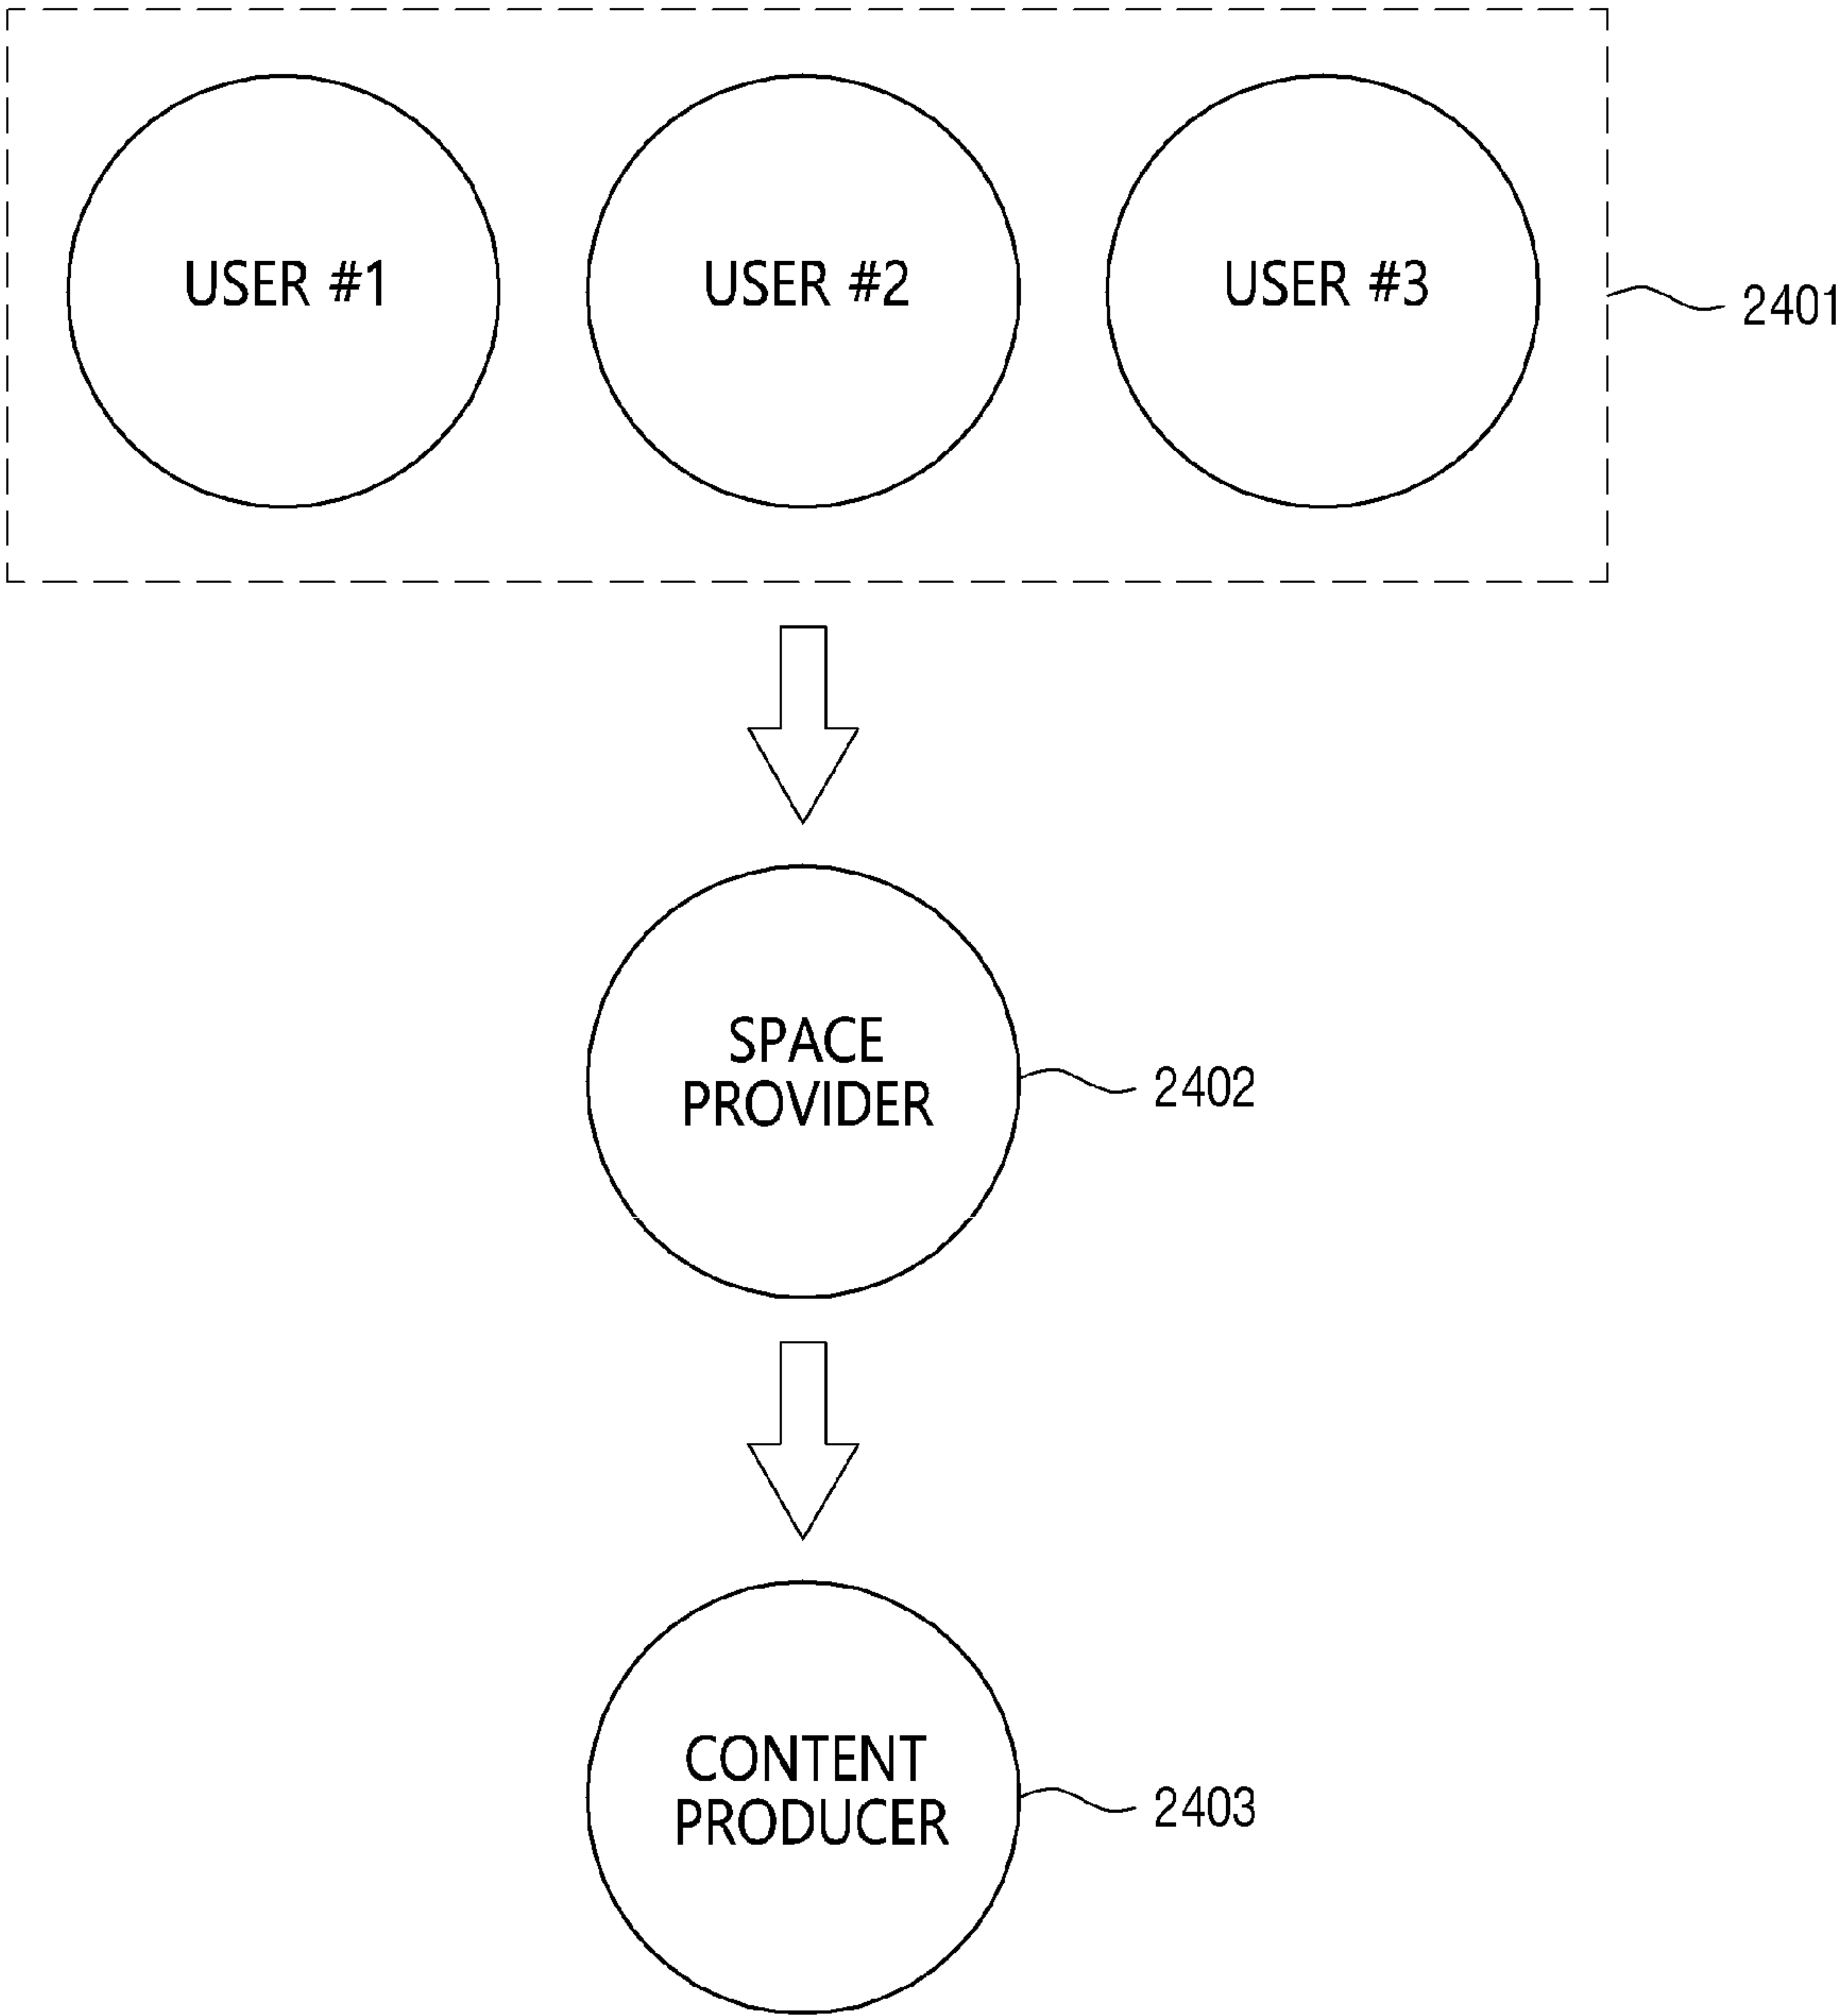 USER #1
USER #2
USER #3
2401
SPACE
PROVIDER
2402
CONTENT
PRODUCER
2403